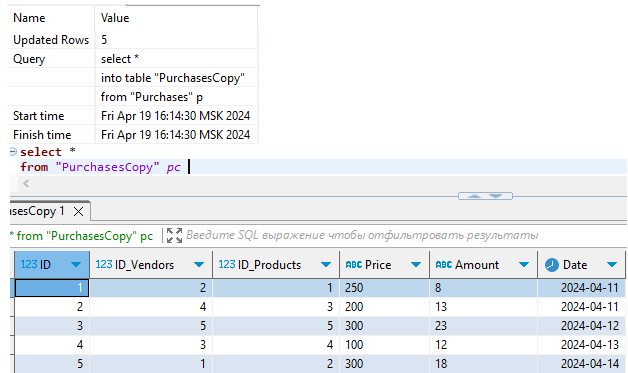 Name Value
Updated Rows 5
Query select *
into table "PurchasesCopy"
from "Purchases" p
Start time Fri Apr 19 16:14:30 MSK 2024
Finish time Fri Apr 19 16:14:30 MSK 2024
select *
from "PurchasesCopy" pc
asesCopy 1
* from "PurchasesCopy" pc Введите SQL выражение чтобы отфильтровать результаты
123 ID 123 ID_Vendors 123 ID_Products ABC Price ABC Amount Date
1 2 1 250 8 2024-04-11
2 4 3 200 13 2024-04-11
3 5 5 300 23 2024-04-12
4 3 4 100 12 2024-04-13
5 1 2 300 18 2024-04-14